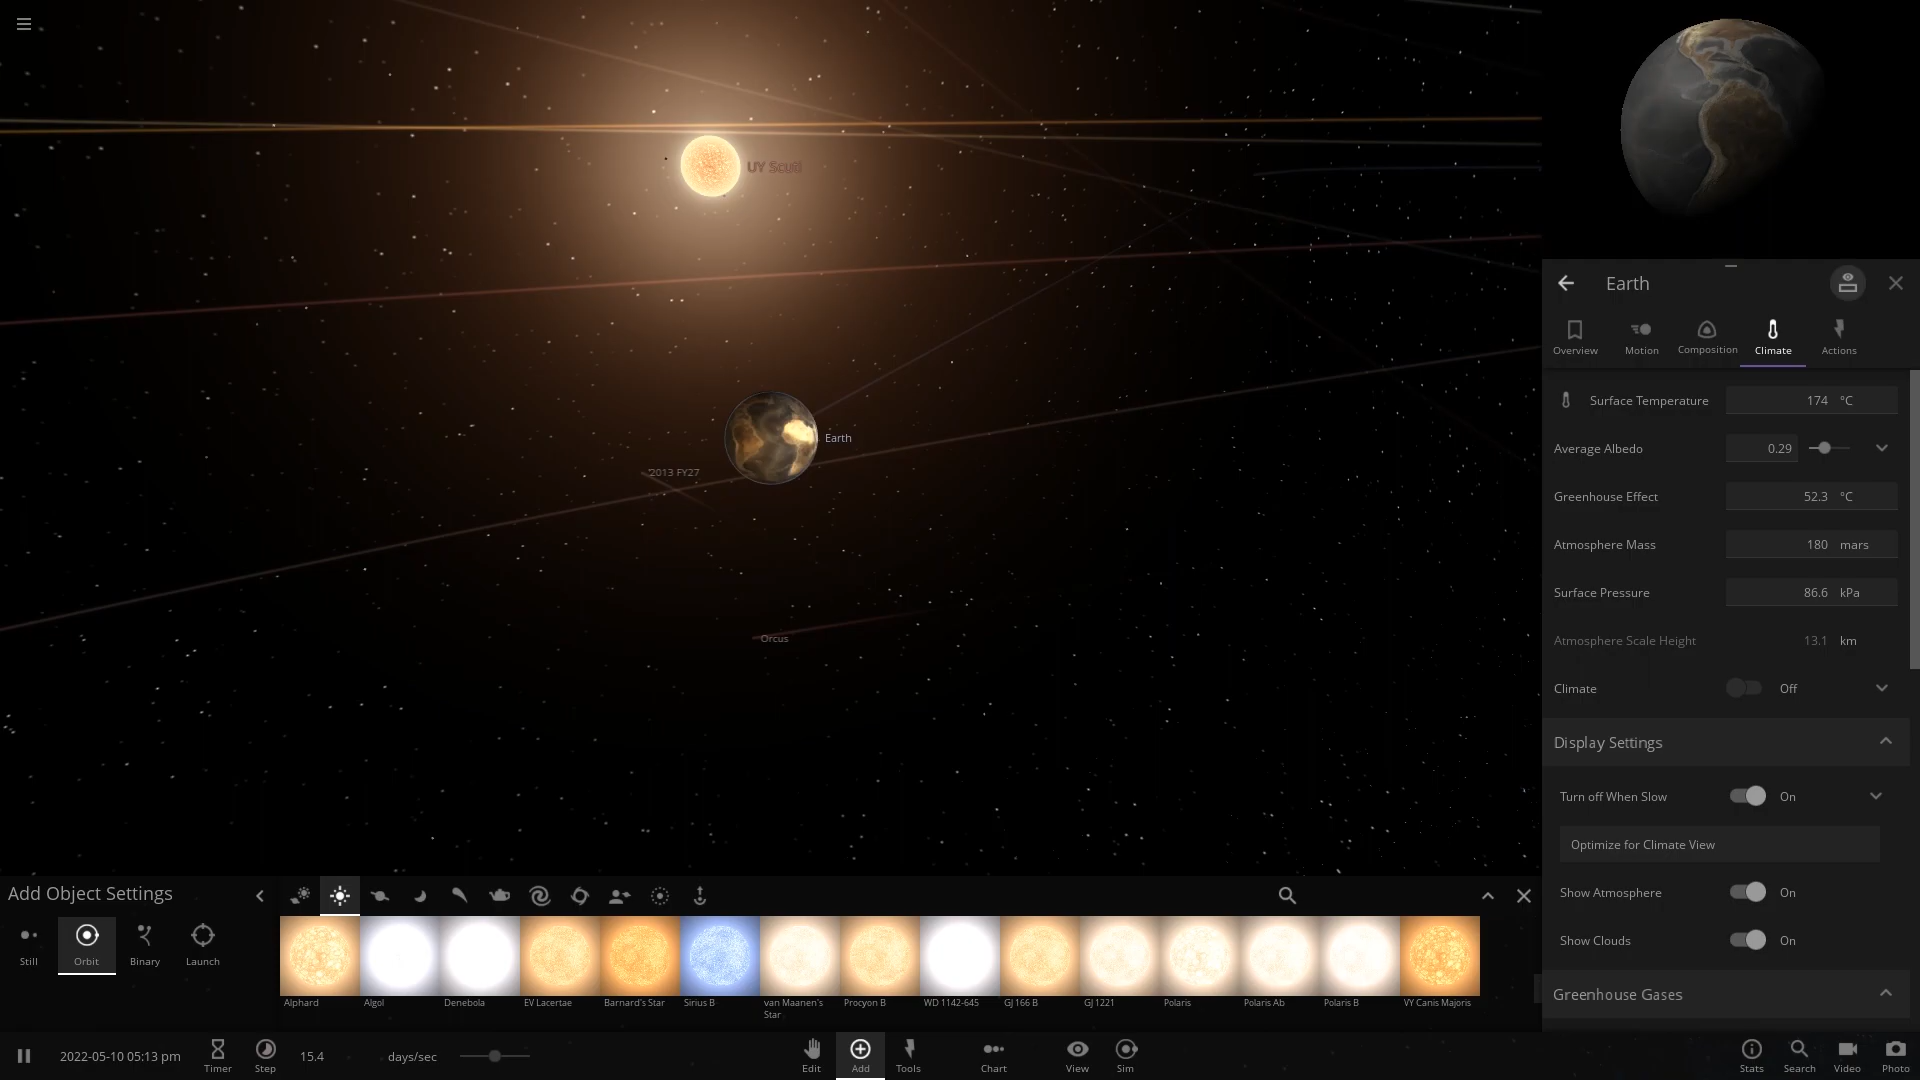 UY Scuti
Earth
2013 FY27
Orcus
Earth
Overview
Motion
Composition
Climate
Actions
Surface Temperature 174 °C
Average Albedo 0.29
Greenhouse Effect 52.3 °C
Atmosphere Mass 180 mars
Surface Pressure 86.6 kPa
Atmosphere Scale Height 13.1 km
Climate Off
Display Settings
Turn off When Slow On
Optimize for Climate View
Show Atmosphere On
Show Clouds On
Greenhouse Gases
Add Object Settings
Still
Orbit
Binary
Launch
Alphard
Algol
Denebola
EV Lacertae
Barnard's Star
Sirius B
van Maanen's
Star
Procyon B
WD 1142-645
GJ 166 B
GJ 1221
Polaris
Polaris Ab
Polaris B
VY Canis Majoris
2022-05-10 05:13 pm
Timer
Step
15.4 days/sec
Edit
Add
Tools
Chart
View
Sim
Stats
Search
Video
Photo